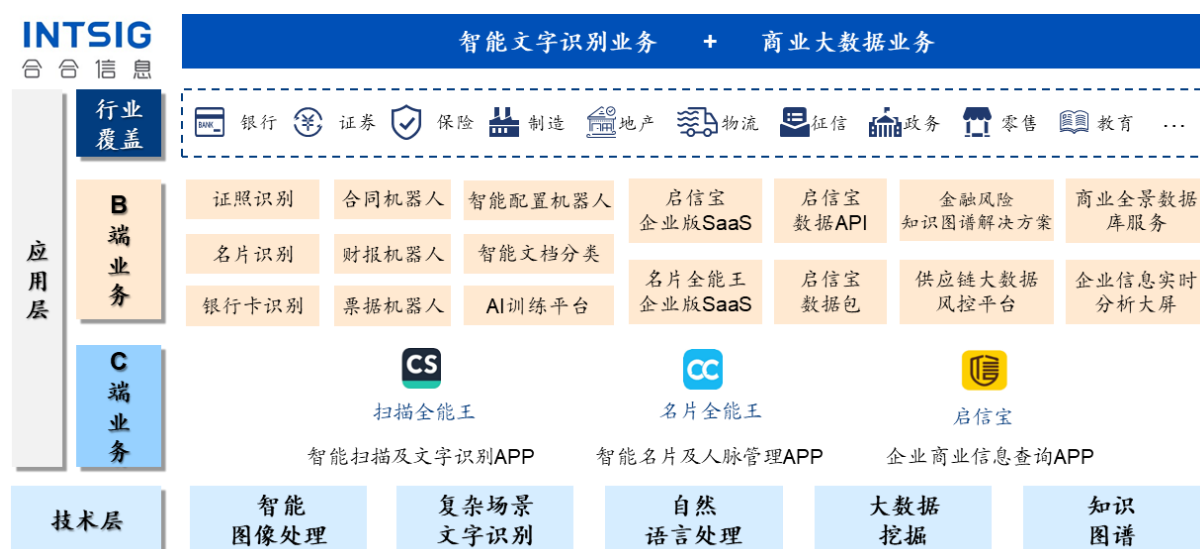 INTSIG
合合信息
智能文字识别业务 + 商业大数据业务
行业
覆盖
BANK
银行
证券
保险
制造
地产
物流
征信
政务
零售
教育
...
应用层
B端业务
证照识别
合同机器人
智能配置机器人
启信宝
企业版SaaS
启信宝
数据API
金融风险
知识图谱解决方案
商业全景数据
库服务
名片识别
财报机器人
智能文档分类
银行卡识别
票据机器人
AI训练平台
名片全能王
企业版SaaS
启信宝
数据包
供应链大数据
风控平台
企业信息实时
分析大屏
C端业务
CS
扫描全能王
智能扫描及文字识别APP
CC
名片全能王
智能名片及人脉管理APP
信
启信宝
企业商业信息查询APP
技术层
智能
图像处理
复杂场景
文字识别
自然
语言处理
大数据
挖掘
知识
图谱